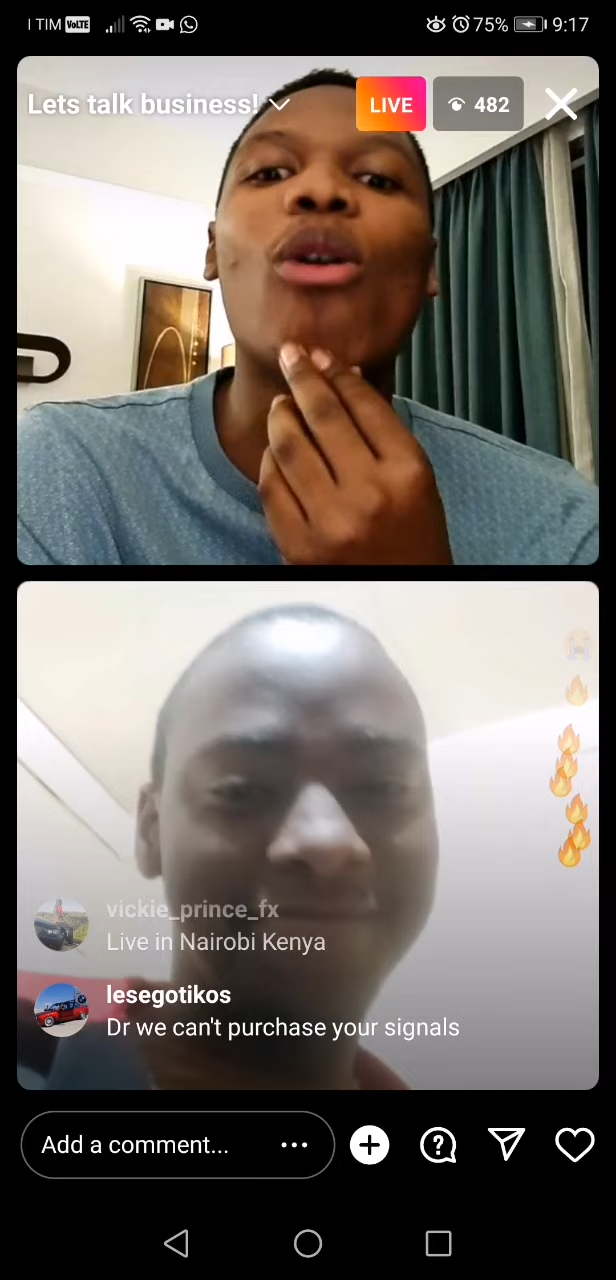 I TIM VoLTE 75% 9:17
Lets talk business! LIVE 482
vickie_prince_fx
Live in Nairobi Kenya
lesegotikos
Dr we can't purchase your signals
Add a comment...